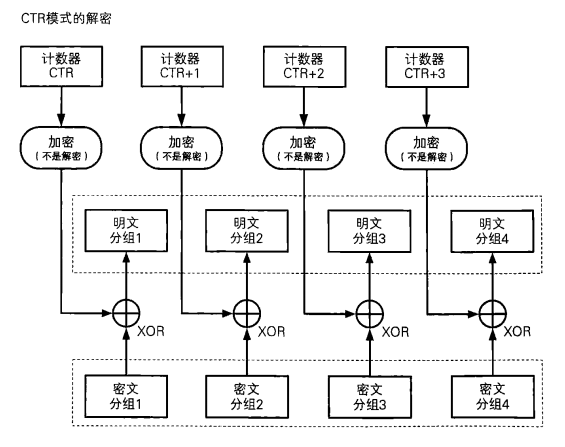 CTR模式的解密
计数器
CTR
计数器
CTR+1
计数器
CTR+2
计数器
CTR+3
加密
（不是解密）
加密
（不是解密）
加密
（不是解密）
加密
（不是解密）
明文
分组1
明文
分组2
明文
分组3
明文
分组4
XOR
XOR
XOR
XOR
密文
分组1
密文
分组2
密文
分组3
密文
分组4